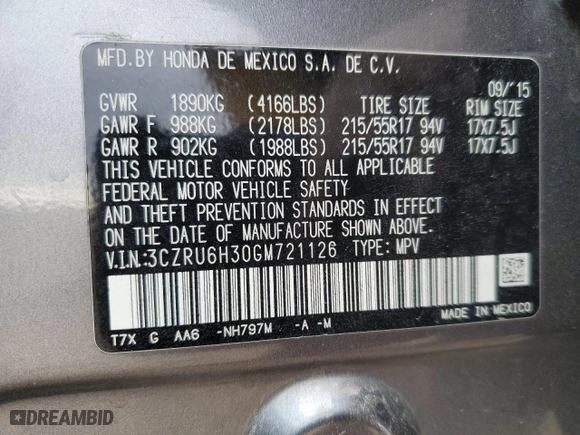 MFD.BY HONDA DE MEXICO S.A. DE C.V.
09/'15
GVWR 1890KG (4166LBS) TIRE SIZE RIM SIZE
GAWR F 988KG (2178LBS) 215/55R17 94V 17X7.5J
GAWR R 902KG (1988LBS) 215/55R17 94V 17X7.5J
THIS VEHICLE CONFORMS TO ALL APPLICABLE
FEDERAL MOTOR VEHICLE SAFETY
AND THEFT PREVENTION STANDARDS IN EFFECT
ON THE DATE OF MANUFACTURE SHOWN ABOVE.
V.I.N:3CZRU6H30GM721126 TYPE: MPV
MADE IN MEXICO
T7X G AA6 -NH797M -A -M
DREAMBID